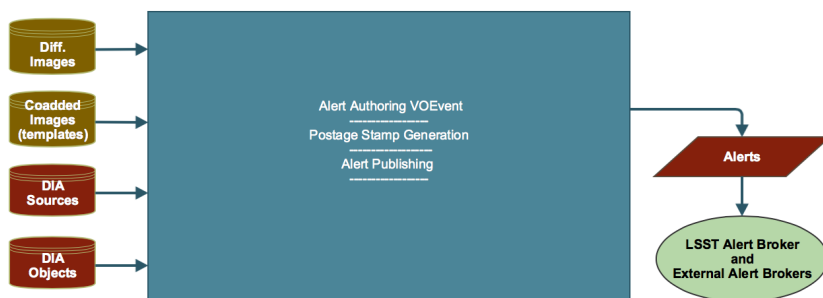 Diff.
Images
Coadded
Images
(templates)
DIA
Sources
DIA
Objects
Alert Authoring VOEvent
------------------
Postage Stamp Generation
-------------------
Alert Publishing
------------------
Alerts
LSST Alert Broker
and
External Alert Brokers